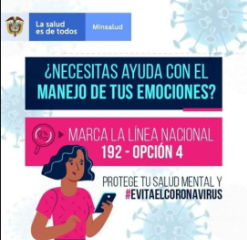 La salud
es de todos
Minsalud
¿NECESITAS AYUDA CON EL
MANEJO DE TUS EMOCIONES?
MARCA LA LÍNEA NACIONAL
192 - OPCIÓN 4
PROTEGE TU SALUD MENTAL Y
#EVITAELCORONAVIRUS